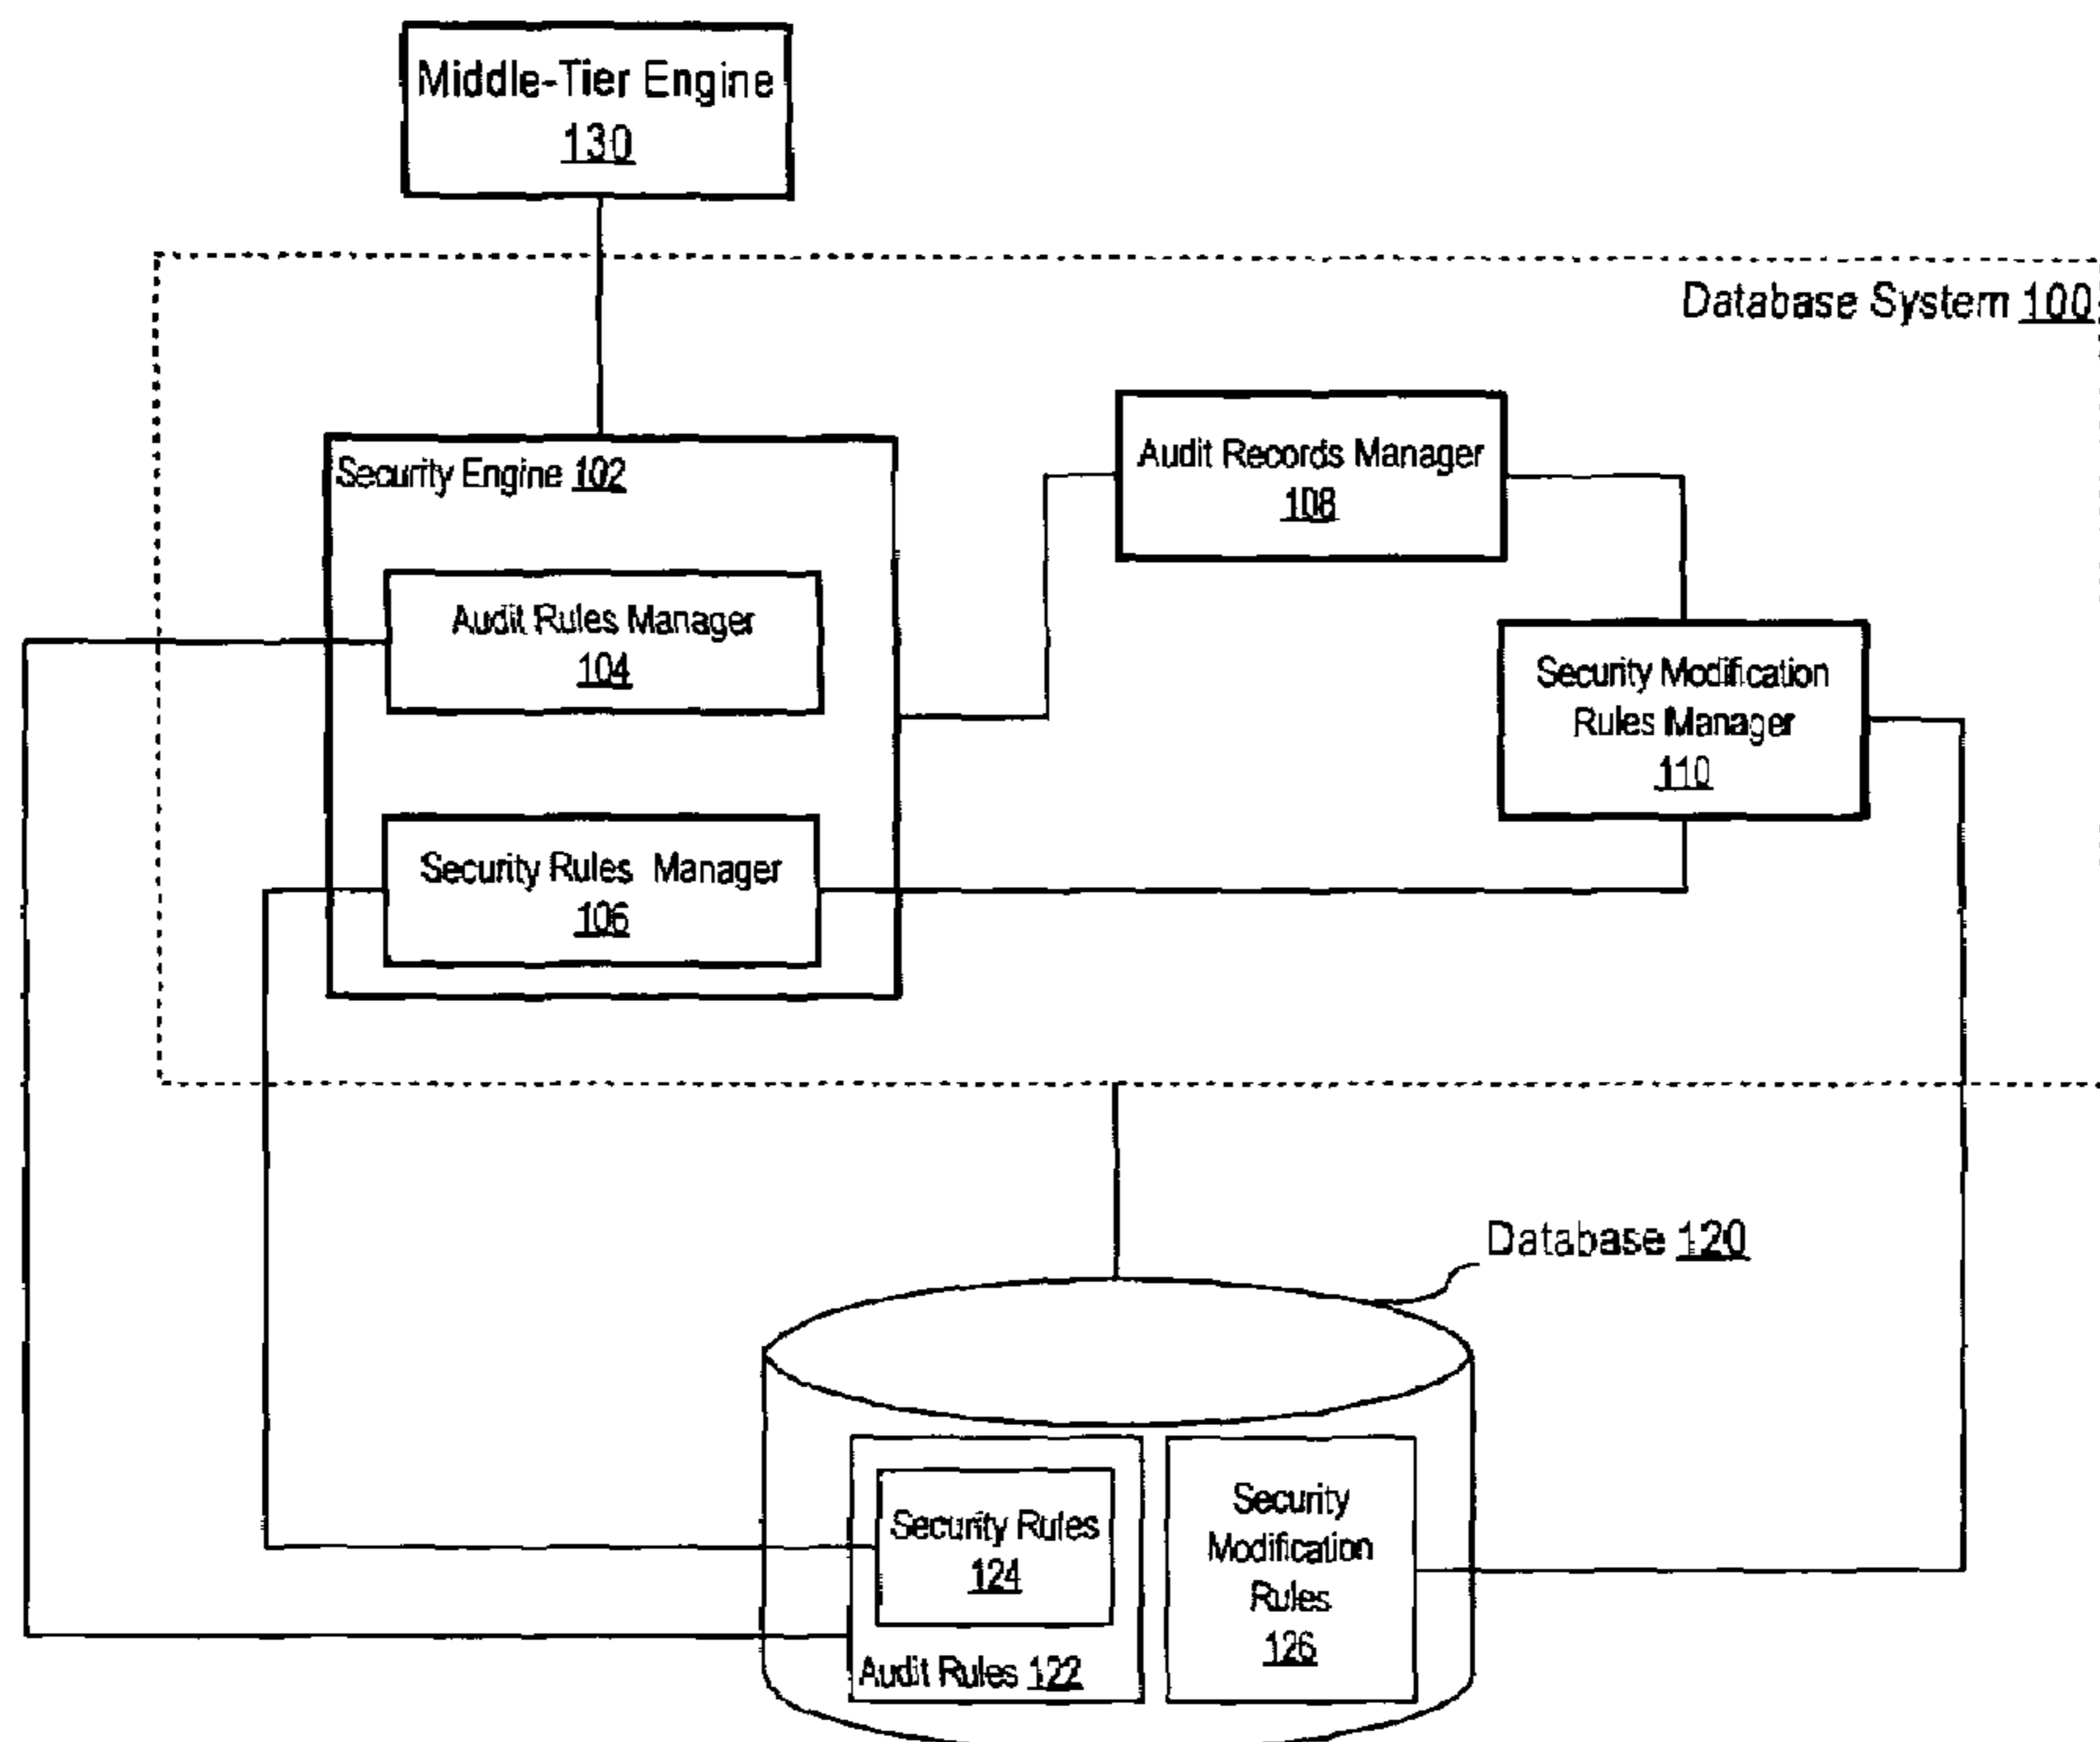 Middle-Tier Engine
130
Database System 100
Security Engine 102
Audit Records Manager
108
Audit Rules Manager
104
Security Modification
Rules Manager
110
Security Rules Manager
106
Database 120
Security Rules
124
Audit Rules 122
Security
Modification
Rules
126